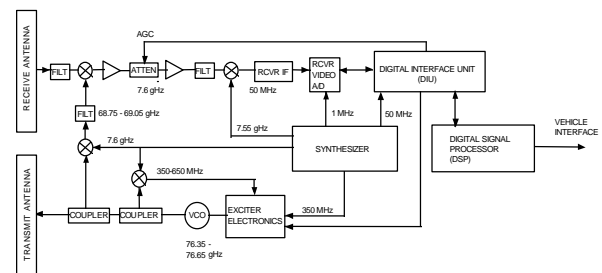 AGC
RECEIVE ANTENNA
FILT
ATTEN
7.6 gHz
FILT
RCVR IF
50 MHz
RCVR
VIDEO
A/D
DIGITAL INTERFACE UNIT
(DIU)
FILT
68.75 - 69.05 gHz
7.55 gHz
1 MHz
50 MHz
7.6 gHz
SYNTHESIZER
DIGITAL SIGNAL
PROCESSOR
(DSP)
VEHICLE
INTERFACE
TRANSMIT ANTENNA
350-650 MHz
COUPLER
COUPLER
VCO
EXCITER
ELECTRONICS
350 MHz
76.35 -
76.65 gHz